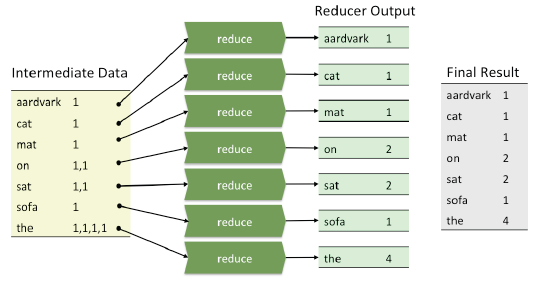 Intermediate Data
aardvark 1
cat 1
mat 1
on 1,1
sat 1,1
sofa 1
the 1,1,1,1
reduce
reduce
reduce
reduce
reduce
reduce
reduce
Reducer Output
aardvark 1
cat 1
mat 1
on 2
sat 2
sofa 1
the 4
Final Result
aardvark 1
cat 1
mat 1
on 2
sat 2
sofa 1
the 4